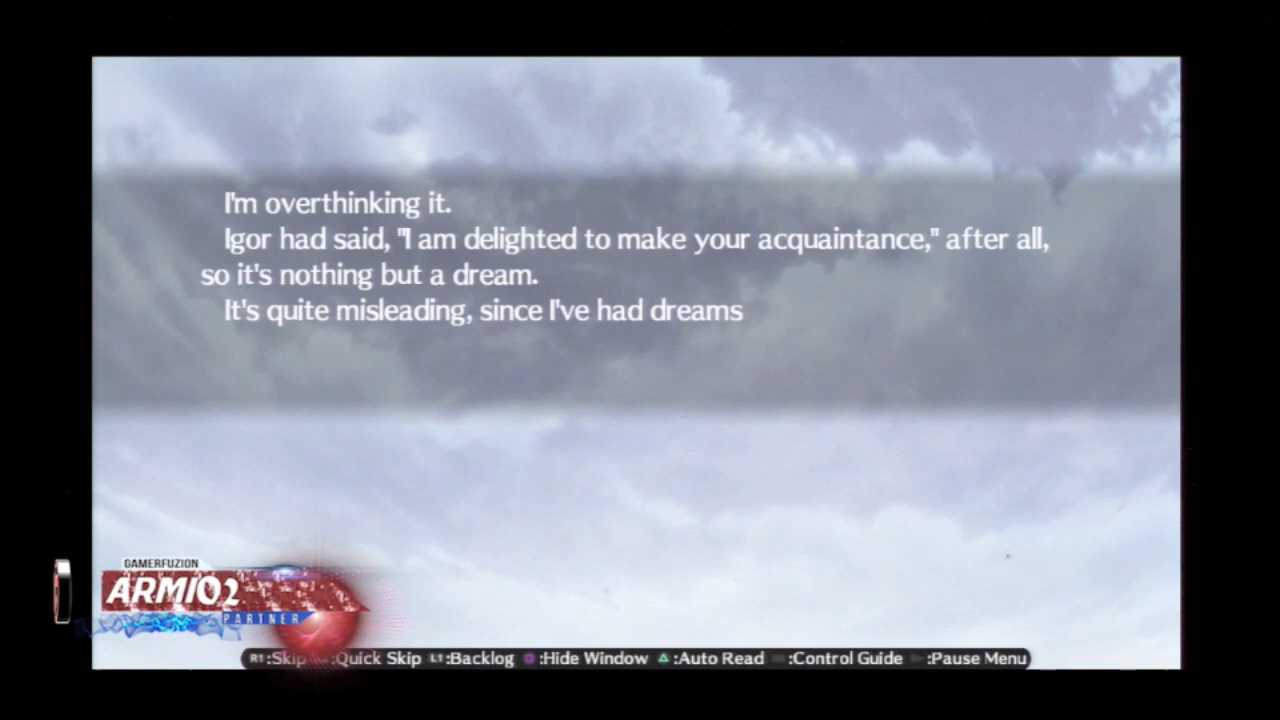 I'm overthinking it.
Igor had said, "I am delighted to make your acquaintance," after all,
so it's nothing but a dream.
It's quite misleading, since I've had dreams
GAMERFUZION
ARMIO2
PARTNER
R1:Skip :Quick Skip L1:Backlog :Hide Window :Auto Read :Control Guide :Pause Menu